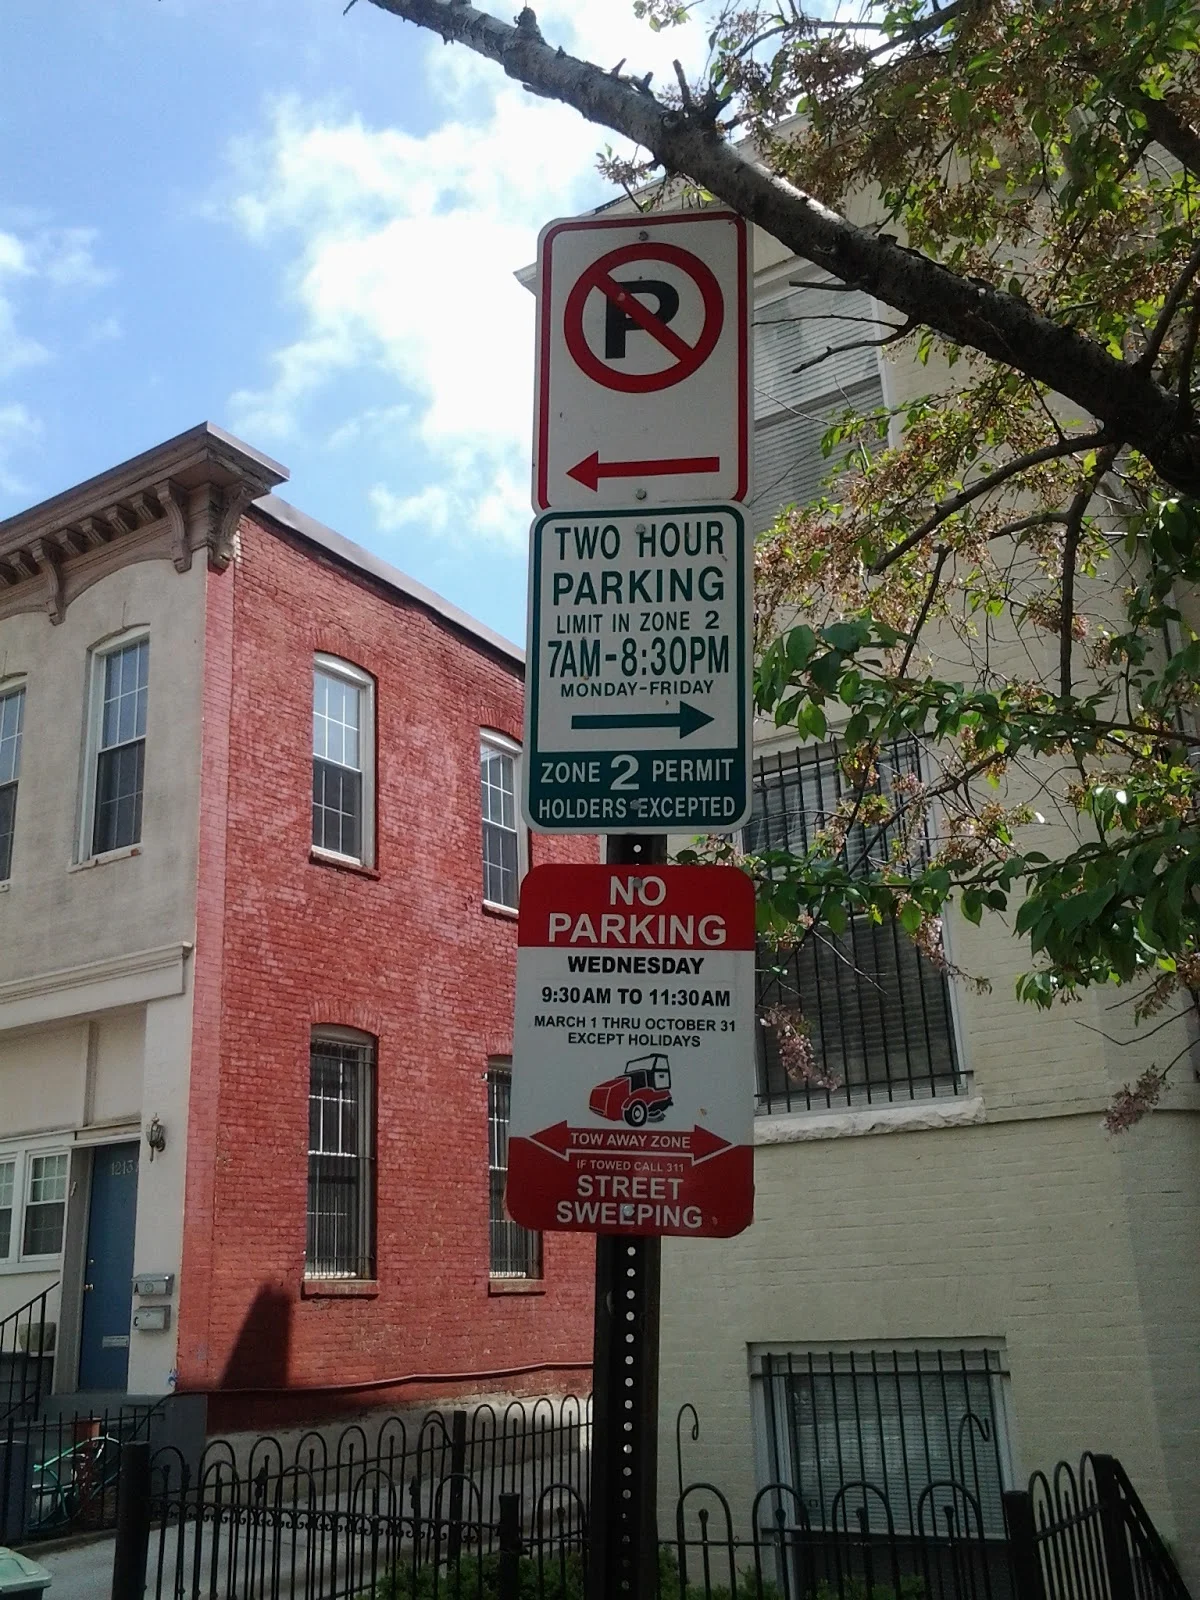 P
TWO HOUR
PARKING
LIMIT IN ZONE 2
7AM-8:30PM
MONDAY-FRIDAY
ZONE 2 PERMIT
HOLDERS EXCEPTED
NO
PARKING
WEDNESDAY
9:30AM TO 11:30AM
MARCH 1 THRU OCTOBER 31
EXCEPT HOLIDAYS
TOW AWAY ZONE
IF TOWED CALL 311
STREET
SWEEPING
1213
A
C